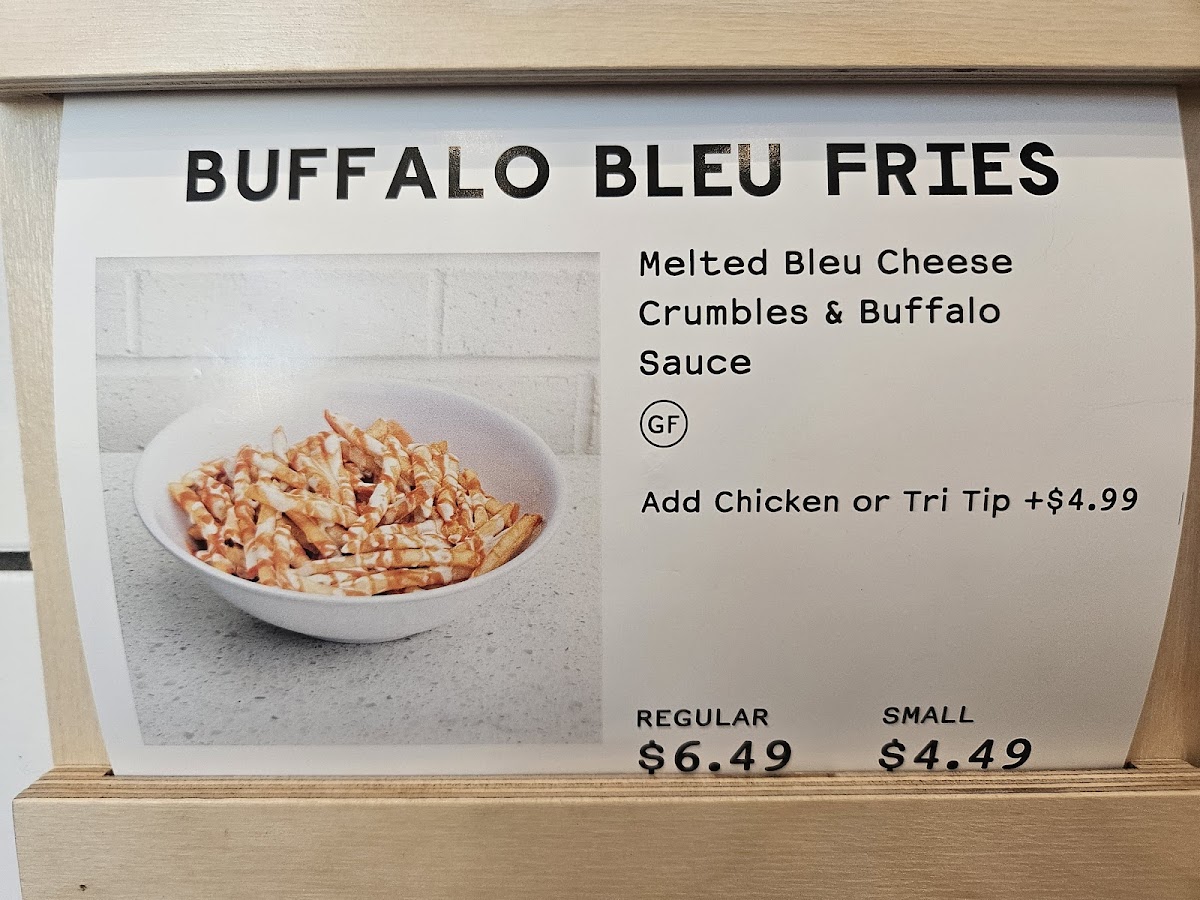 BUFFALO BLEU FRIES
Melted Bleu Cheese
Crumbles & Buffalo
Sauce
GF
Add Chicken or Tri Tip +$4.99
REGULAR SMALL
$6.49 $4.49